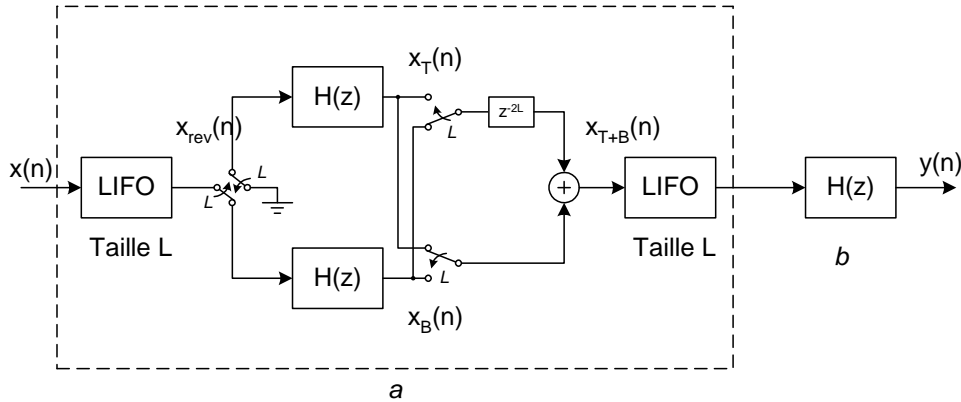 x(n)
LIFO
Taille L
x_rev(n)
L
L
H(z)
H(z)
x_T(n)
L
z^-2L
x_B(n)
L
x_T+B(n)
+
LIFO
Taille L
a
H(z)
b
y(n)